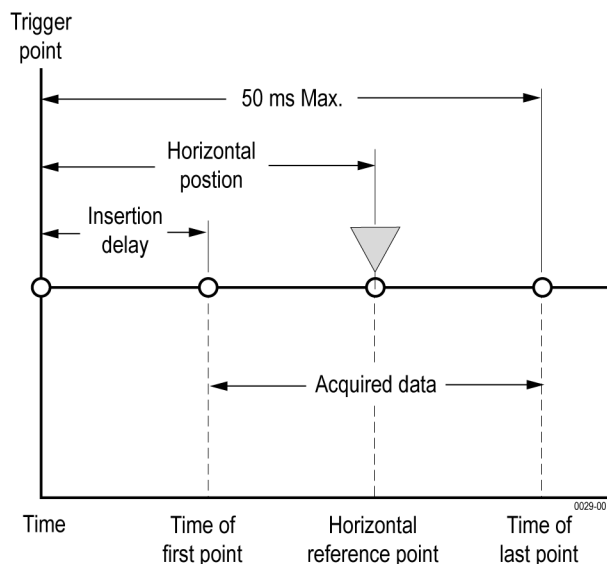 Trigger
point
50 ms Max.
Horizontal
postion
Insertion
delay
Acquired data
0029-00
Time
Time of
first point
Horizontal
reference point
Time of
last point